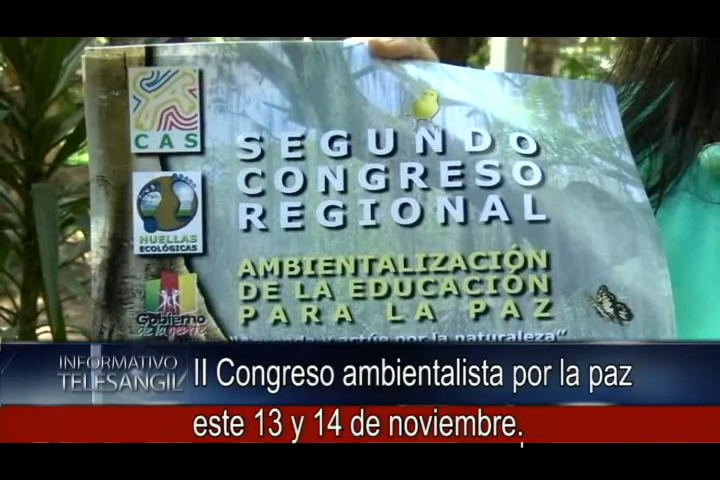 CAS
HUELLAS
ECOLÓGICAS
Gobierno
de la gente
SEGUNDO
CONGRESO
REGIONAL
AMBIENTALIZACIÓN
DE LA EDUCACIÓN
PARA LA PAZ
por la naturaleza"
INFORMATIVO
TELESANGIL
II Congreso ambientalista por la paz
este 13 y 14 de noviembre.